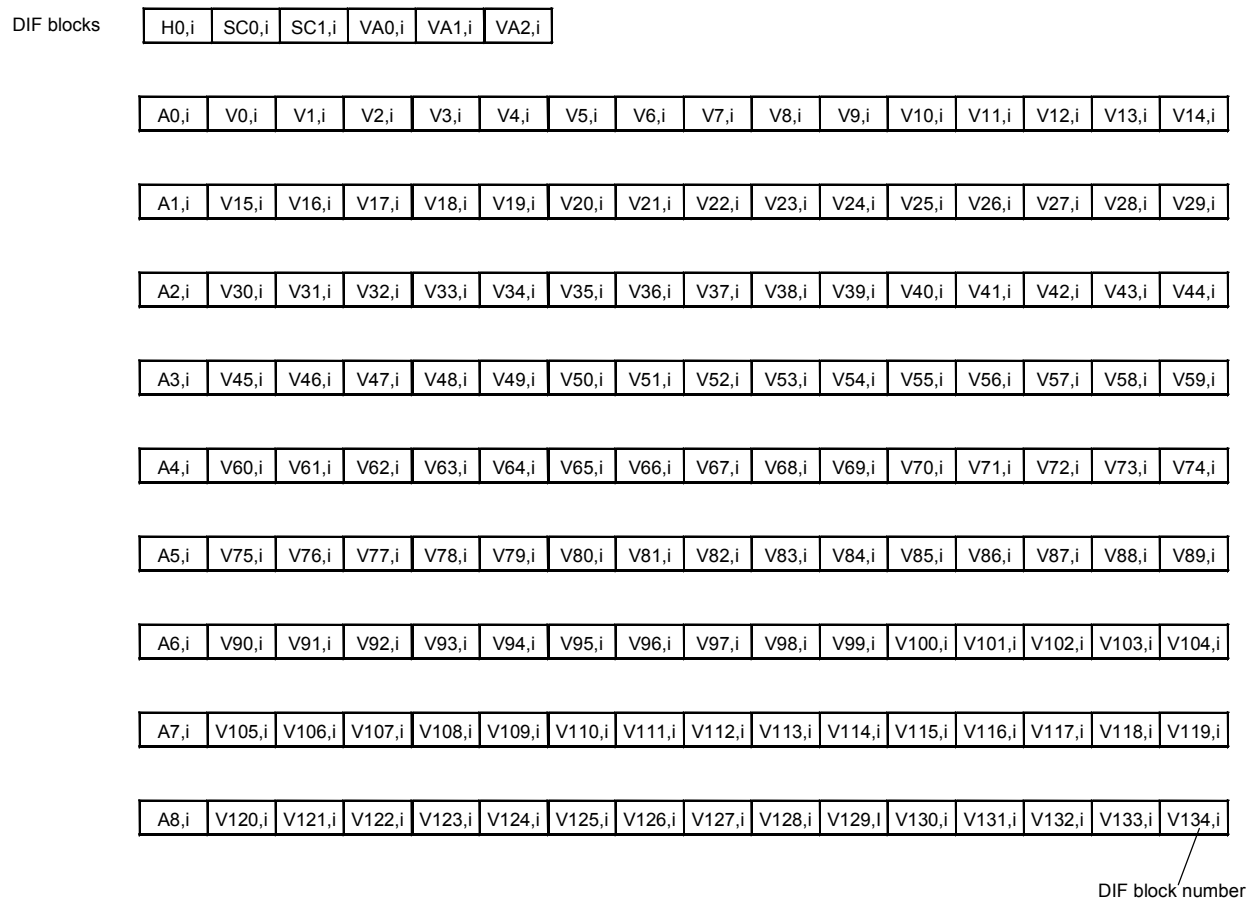 DIF blocks H0,i SC0,i SC1,i VA0,i VA1,i VA2,i
A0,i V0,i V1,i V2,i V3,i V4,i V5,i V6,i V7,i V8,i V9,i V10,i V11,i V12,i V13,i V14,i
A1,i V15,i V16,i V17,i V18,i V19,i V20,i V21,i V22,i V23,i V24,i V25,i V26,i V27,i V28,i V29,i
A2,i V30,i V31,i V32,i V33,i V34,i V35,i V36,i V37,i V38,i V39,i V40,i V41,i V42,i V43,i V44,i
A3,i V45,i V46,i V47,i V48,i V49,i V50,i V51,i V52,i V53,i V54,i V55,i V56,i V57,i V58,i V59,i
A4,i V60,i V61,i V62,i V63,i V64,i V65,i V66,i V67,i V68,i V69,i V70,i V71,i V72,i V73,i V74,i
A5,i V75,i V76,i V77,i V78,i V79,i V80,i V81,i V82,i V83,i V84,i V85,i V86,i V87,i V88,i V89,i
A6,i V90,i V91,i V92,i V93,i V94,i V95,i V96,i V97,i V98,i V99,i V100,i V101,i V102,i V103,i V104,i
A7,i V105,i V106,i V107,i V108,i V109,i V110,i V111,i V112,i V113,i V114,i V115,i V116,i V117,i V118,i V119,i
A8,i V120,i V121,i V122,i V123,i V124,i V125,i V126,i V127,i V128,i V129,l V130,i V131,i V132,i V133,i V134,i
DIF block number